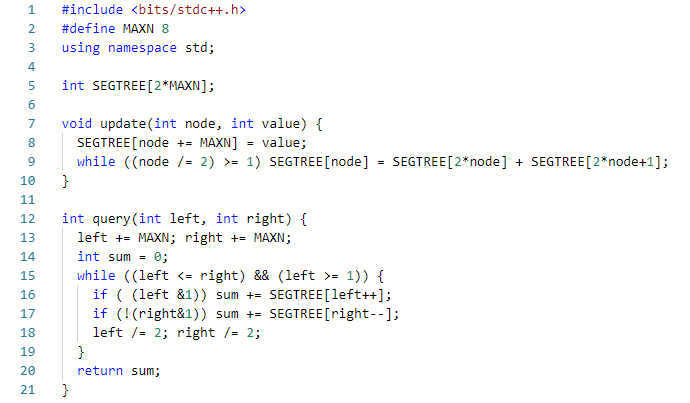 1 #include <bits/stdc++.h>
2 #define MAXN 8
3 using namespace std;
4
5 int SEGTREE[2*MAXN];
6
7 void update(int node, int value) {
8   SEGTREE[node += MAXN] = value;
9   while ((node /= 2) >= 1) SEGTREE[node] = SEGTREE[2*node] + SEGTREE[2*node+1];
10 }
11
12 int query(int left, int right) {
13   left += MAXN; right += MAXN;
14   int sum = 0;
15   while ((left <= right) && (left >= 1)) {
16     if ( (left &1)) sum += SEGTREE[left++];
17     if (!(right&1)) sum += SEGTREE[right--];
18     left /= 2; right /= 2;
19   }
20   return sum;
21 }